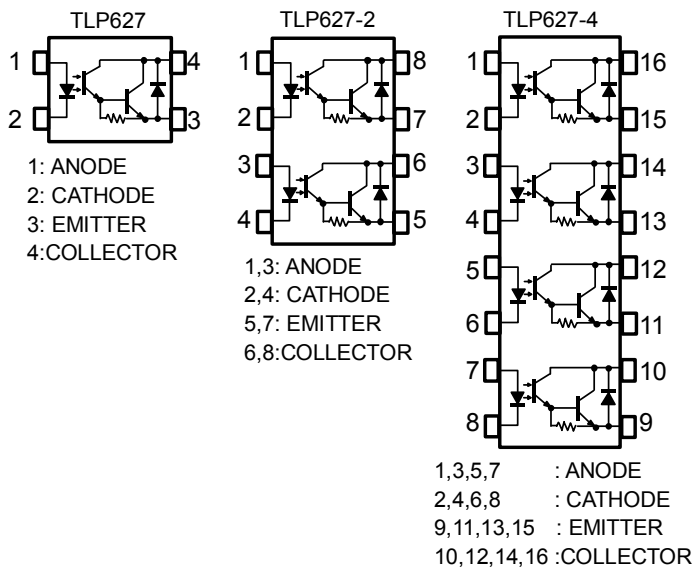 TLP627
1
4
2
3
1: ANODE
2: CATHODE
3: EMITTER
4:COLLECTOR
TLP627-2
1
8
2
7
3
6
4
5
1,3: ANODE
2,4: CATHODE
5,7: EMITTER
6,8:COLLECTOR
TLP627-4
1
16
2
15
3
14
4
13
5
12
6
11
7
10
8
9
1,3,5,7 : ANODE
2,4,6,8 : CATHODE
9,11,13,15 : EMITTER
10,12,14,16 :COLLECTOR